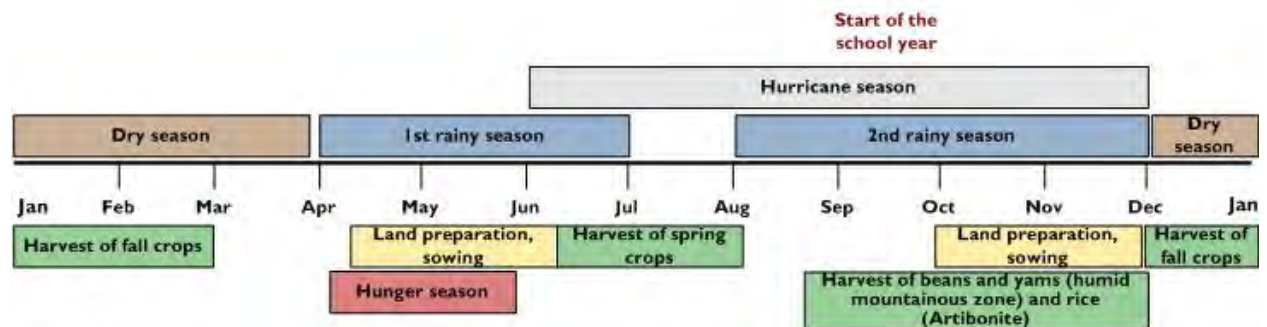 Start of the
school year
Hurricane season
Dry season
1st rainy season
2nd rainy season
Dry
season
Jan
Feb
Mar
Apr
May
Jun
Jul
Aug
Sep
Oct
Nov
Dec
Jan
Harvest of fall crops
Land preparation,
sowing
Harvest of spring
crops
Land preparation,
sowing
Harvest of
fall crops
Hunger season
Harvest of beans and yams (humid
mountainous zone) and rice
(Artibonite)